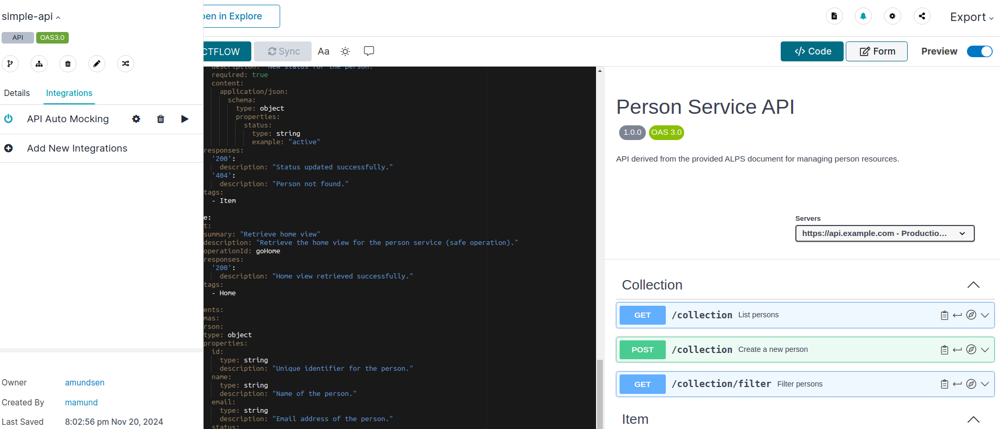 simple-api
API OAS3.0
Details Integrations
API Auto Mocking
Add New Integrations
Owner amundsen
Created By mamund
Last Saved 8:02:56 pm Nov 20, 2024
pen in Explore
Export
CTFLOW Sync Aa
</> Code Form Preview
description: "New status for the person."
required: true
content:
application/json:
schema:
type: object
properties:
status:
type: string
example: "active"
responses:
'200':
description: "Status updated successfully."
'404':
description: "Person not found."
tags:
- Item
e:
t:
summary: "Retrieve home view"
description: "Retrieve the home view for the person service (safe operation)."
operationId: goHome
responses:
'200':
description: "Home view retrieved successfully."
tags:
- Home
ents:
mas:
rson:
type: object
properties:
id:
type: string
description: "Unique identifier for the person."
name:
type: string
description: "Name of the person."
email:
type: string
description: "Email address of the person."
status:
Person Service API
1.0.0 OAS 3.0
API derived from the provided ALPS document for managing person resources.
Servers
https://api.example.com - Productio...
Collection
GET /collection List persons
POST /collection Create a new person
GET /collection/filter Filter persons
Item